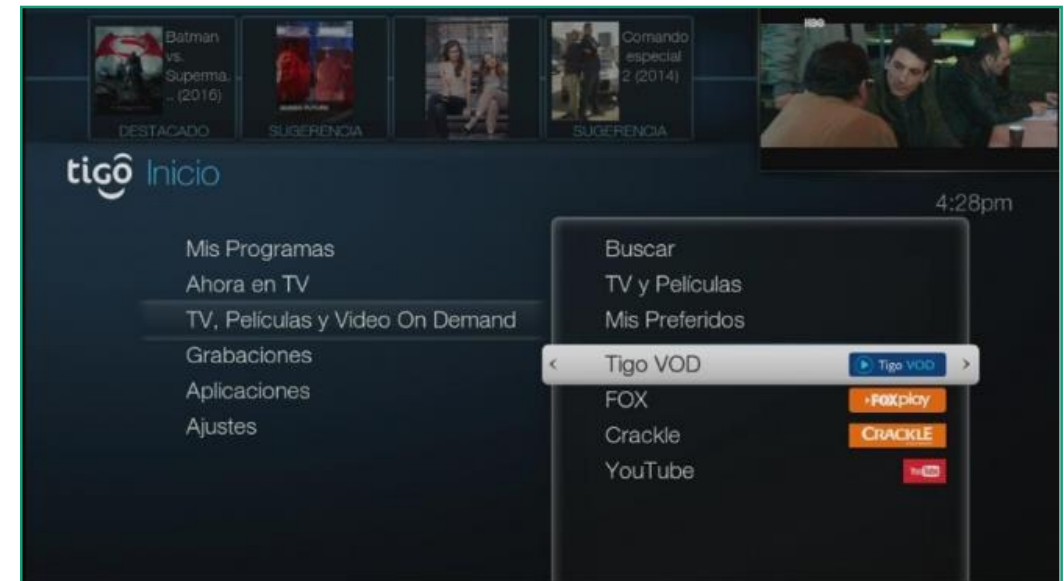 Batman
vs.
Superma.
.. (2016)
DESTACADO
SUGERENCIA
Comando
especial
2 (2014)
SUGERENCIA
HBO
tigo Inicio
4:28pm
Mis Programas
Ahora en TV
TV, Películas y Video On Demand
Grabaciones
Aplicaciones
Ajustes
Buscar
TV y Películas
Mis Preferidos
Tigo VOD
Tigo VOD
FOX
FOXplay
Crackle
CRACKLE
YouTube
YouTube